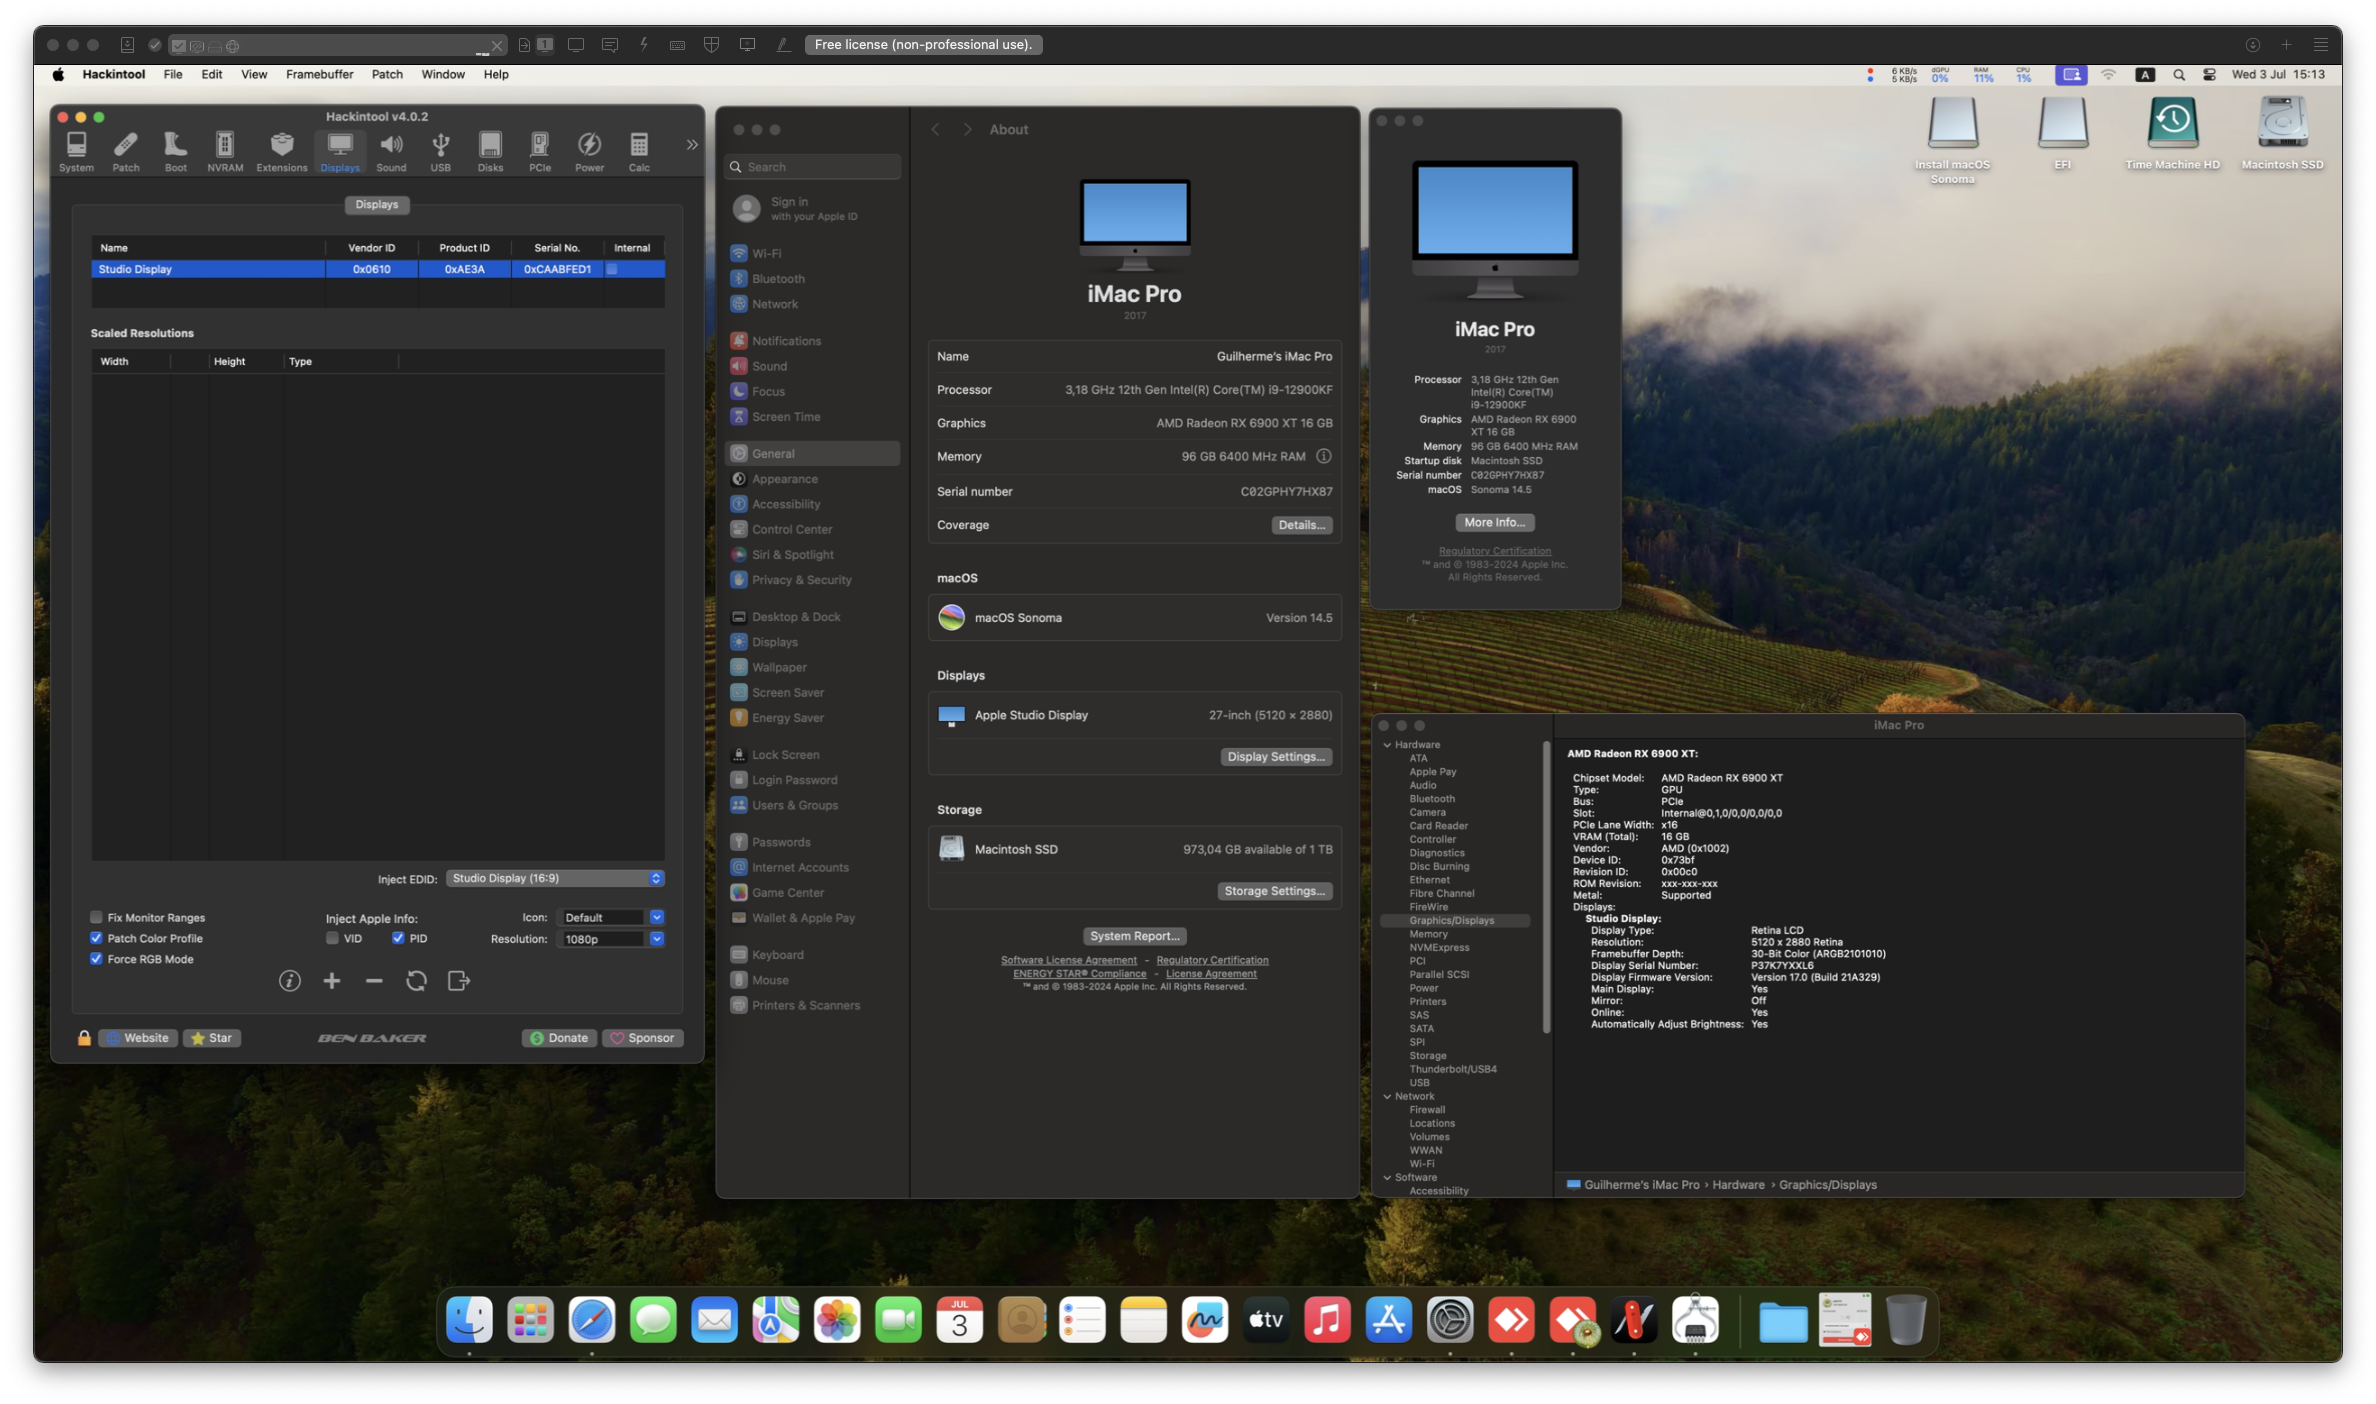 Free license (non-professional use).
Hackintool File Edit View Framebuffer Patch Window Help
6 KB/s
5 KB/s
dGPU
0%
RAM
11%
CPU
1%
A
Wed 3 Jul 15:13
Hackintool v4.0.2
System Patch Boot NVRAM Extensions Displays Sound USB Disks PCIe Power Calc
Displays
Name Vendor ID Product ID Serial No. Internal
Studio Display 0x0610 0xAE3A 0xCAABFED1
Scaled Resolutions
Width Height Type
Inject EDID: Studio Display (16:9)
Fix Monitor Ranges
Patch Color Profile
Force RGB Mode
Inject Apple Info:
VID PID
Icon: Default
Resolution: 1080p
Website Star BEN BAKER Donate Sponsor
Search
Sign in
with your Apple ID
Wi-Fi
Bluetooth
Network
Notifications
Sound
Focus
Screen Time
General
Appearance
Accessibility
Control Center
Siri & Spotlight
Privacy & Security
Desktop & Dock
Displays
Wallpaper
Screen Saver
Energy Saver
Lock Screen
Login Password
Users & Groups
Passwords
Internet Accounts
Game Center
Wallet & Apple Pay
Keyboard
Mouse
Printers & Scanners
About
iMac Pro
2017
Name Guilherme's iMac Pro
Processor 3,18 GHz 12th Gen Intel(R) Core(TM) i9-12900KF
Graphics AMD Radeon RX 6900 XT 16 GB
Memory 96 GB 6400 MHz RAM
Serial number C02GPHY7HX87
Coverage Details...
macOS
macOS Sonoma Version 14.5
Displays
Apple Studio Display 27-inch (5120 × 2880)
Display Settings...
Storage
Macintosh SSD 973,04 GB available of 1 TB
Storage Settings...
System Report...
Software License Agreement - Regulatory Certification
ENERGY STAR® Compliance - License Agreement
™ and © 1983-2024 Apple Inc. All Rights Reserved.
iMac Pro
2017
Processor 3,18 GHz 12th Gen
Intel(R) Core(TM)
i9-12900KF
Graphics AMD Radeon RX 6900
XT 16 GB
Memory 96 GB 6400 MHz RAM
Startup disk Macintosh SSD
Serial number C02GPHY7HX87
macOS Sonoma 14.5
More Info...
Regulatory Certification
™ and © 1983-2024 Apple Inc.
All Rights Reserved.
Install macOS
Sonoma
EFI
Time Machine HD
Macintosh SSD
iMac Pro
Hardware
ATA
Apple Pay
Audio
Bluetooth
Camera
Card Reader
Controller
Diagnostics
Disc Burning
Ethernet
Fibre Channel
FireWire
Graphics/Displays
Memory
NVMExpress
PCI
Parallel SCSI
Power
Printers
SAS
SATA
SPI
Storage
Thunderbolt/USB4
USB
Network
Firewall
Locations
Volumes
WWAN
Wi-Fi
Software
Accessibility
AMD Radeon RX 6900 XT:
Chipset Model: AMD Radeon RX 6900 XT
Type: GPU
Bus: PCIe
Slot: Internal@0,1,0/0,0/0,0/0,0
PCIe Lane Width: x16
VRAM (Total): 16 GB
Vendor: AMD (0x1002)
Device ID: 0x73bf
Revision ID: 0x00c0
ROM Revision: xxx-xxx-xxx
Metal: Supported
Displays:
Studio Display:
Display Type: Retina LCD
Resolution: 5120 x 2880 Retina
Framebuffer Depth: 30-Bit Color (ARGB2101010)
Display Serial Number: P37K7YXXL6
Display Firmware Version: Version 17.0 (Build 21A329)
Main Display: Yes
Mirror: Off
Online: Yes
Automatically Adjust Brightness: Yes
Guilherme's iMac Pro › Hardware › Graphics/Displays
JUL
3
tv